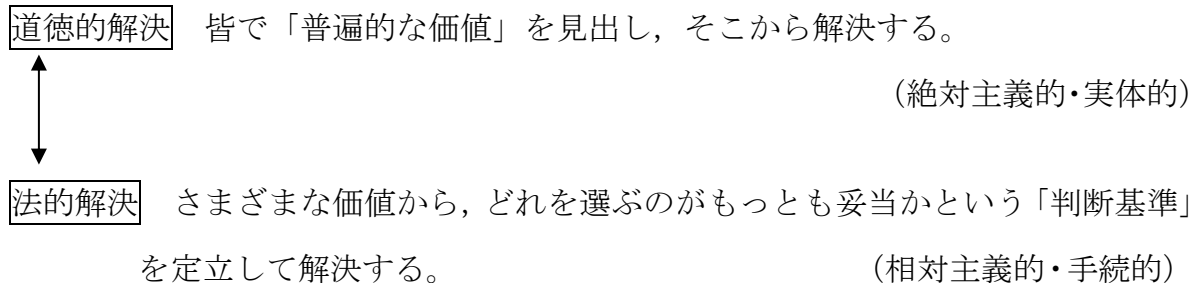 道徳的解決　皆で「普遍的な価値」を見出し，そこから解決する。
（絶対主義的・実体的）
法的解決　さまざまな価値から，どれを選ぶのがもっとも妥当かという「判断基準」
を定立して解決する。　（相対主義的・手続的）